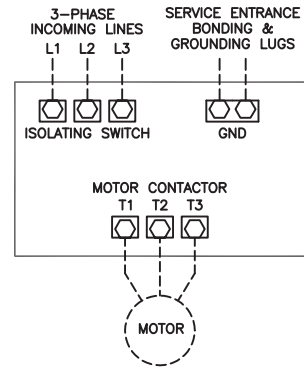 3-PHASE
INCOMING LINES
L1 L2 L3
SERVICE ENTRANCE
BONDING &
GROUNDING LUGS
ISOLATING SWITCH
GND
MOTOR CONTACTOR
T1 T2 T3
MOTOR